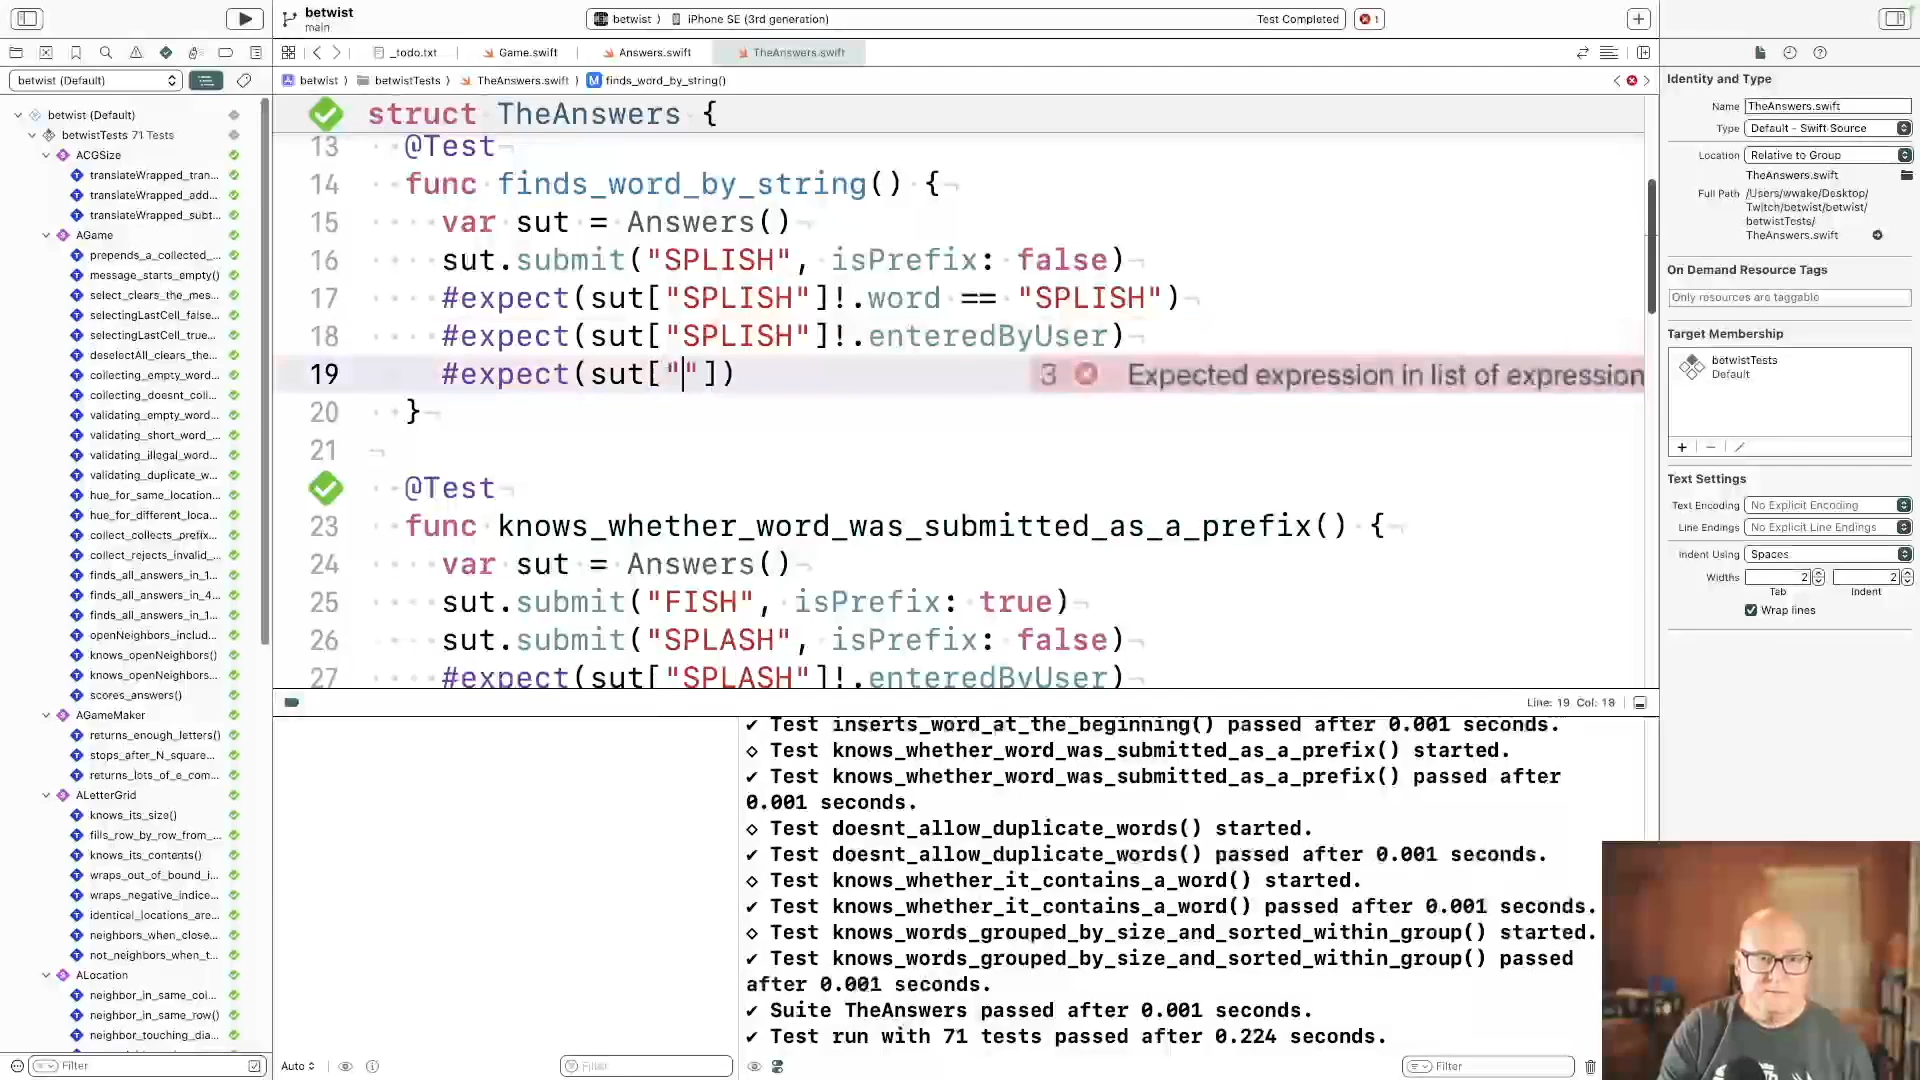 betwist
main
betwist
iPhone SE (3rd generation)
Test Completed
1
_todo.txt
Game.swift
Answers.swift
TheAnswers.swift
betwist (Default)
betwist
betwistTests
TheAnswers.swift
finds_word_by_string()
betwist (Default)
betwistTests 71 Tests
ACGSize
translateWrapped_tran...
translateWrapped_add...
translateWrapped_subt...
AGame
prepends_a_collected_...
message_starts_empty()
select_clears_the_mes...
selectingLastCell_false...
selectingLastCell_true...
deselectAll_clears_the...
collecting_empty_word...
collecting_doesnt_coll...
validating_empty_word...
validating_short_word_...
validating_illegal_word...
validating_duplicate_w...
hue_for_same_location...
hue_for_different_loca...
collect_collects_prefix...
collect_rejects_invalid_...
finds_all_answers_in_1...
finds_all_answers_in_4...
finds_all_answers_in_1...
openNeighbors_includ...
knows_openNeighbors()
knows_openNeighbors...
scores_answers()
AGameMaker
returns_enough_letters()
stops_after_N_square...
returns_lots_of_e_com...
ALetterGrid
knows_its_size()
fills_row_by_row_from_...
knows_its_contents()
wraps_out_of_bound_i...
wraps_negative_indice...
identical_locations_are...
neighbors_when_close...
not_neighbors_when_t...
ALocation
neighbor_in_same_col...
neighbor_in_same_row()
neighbor_touching_dia...
Filter
struct TheAnswers {
13 @Test
14 func finds_word_by_string() {
15 var sut = Answers()
16 sut.submit("SPLISH", isPrefix: false)
17 #expect(sut["SPLISH"]!.word == "SPLISH")
18 #expect(sut["SPLISH"]!.enteredByUser)
19 #expect(sut[""])
3 Expected expression in list of expression
20 }
21
@Test
23 func knows_whether_word_was_submitted_as_a_prefix() {
24 var sut = Answers()
25 sut.submit("FISH", isPrefix: true)
26 sut.submit("SPLASH", isPrefix: false)
27 #expect(sut["SPLASH"]!.enteredByUser)
Line: 19 Col: 18
✔ Test inserts_word_at_the_beginning() passed after 0.001 seconds.
◇ Test knows_whether_word_was_submitted_as_a_prefix() started.
✔ Test knows_whether_word_was_submitted_as_a_prefix() passed after
0.001 seconds.
◇ Test doesnt_allow_duplicate_words() started.
✔ Test doesnt_allow_duplicate_words() passed after 0.001 seconds.
◇ Test knows_whether_it_contains_a_word() started.
✔ Test knows_whether_it_contains_a_word() passed after 0.001 seconds.
◇ Test knows_words_grouped_by_size_and_sorted_within_group() started.
✔ Test knows_words_grouped_by_size_and_sorted_within_group() passed
after 0.001 seconds.
✔ Suite TheAnswers passed after 0.001 seconds.
✔ Test run with 71 tests passed after 0.224 seconds.
Auto
Filter
Filter
Identity and Type
Name TheAnswers.swift
Type Default - Swift Source
Location Relative to Group
TheAnswers.swift
Full Path /Users/wwake/Desktop/
Twitch/betwist/betwist/
betwistTests/
TheAnswers.swift
On Demand Resource Tags
Only resources are taggable
Target Membership
betwistTests
Default
Text Settings
Text Encoding No Explicit Encoding
Line Endings No Explicit Line Endings
Indent Using Spaces
Widths 2 2
Tab Indent
Wrap lines